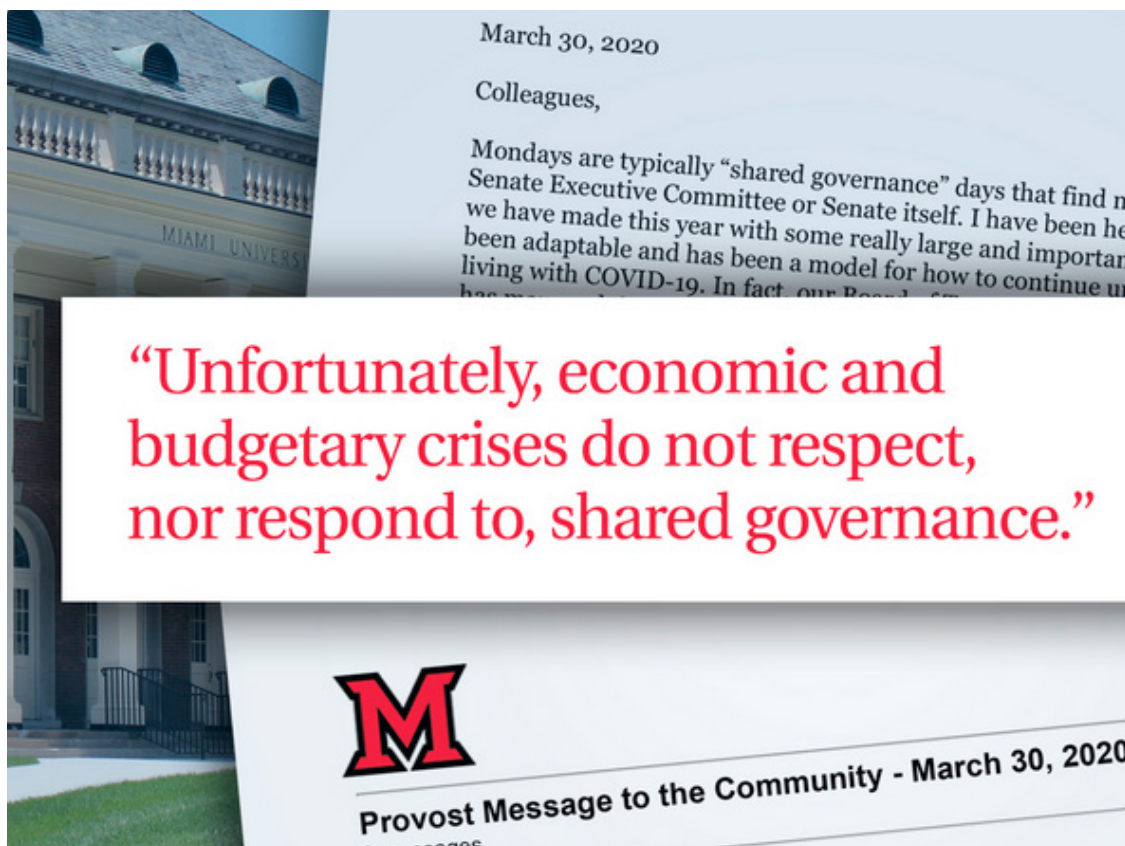 March 30, 2020
Colleagues,
Mondays are typically “shared governance” days that find
Senate Executive Committee or Senate itself. I have been
we have made this year with some really large and
been adaptable and has been a model for how to continue
living with COVID-19. In fact, our Board of
MIAMI
“Unfortunately, economic and
budgetary crises do not respect,
nor respond to, shared governance.”
M
Provost Message to the Community - March 30, 2020